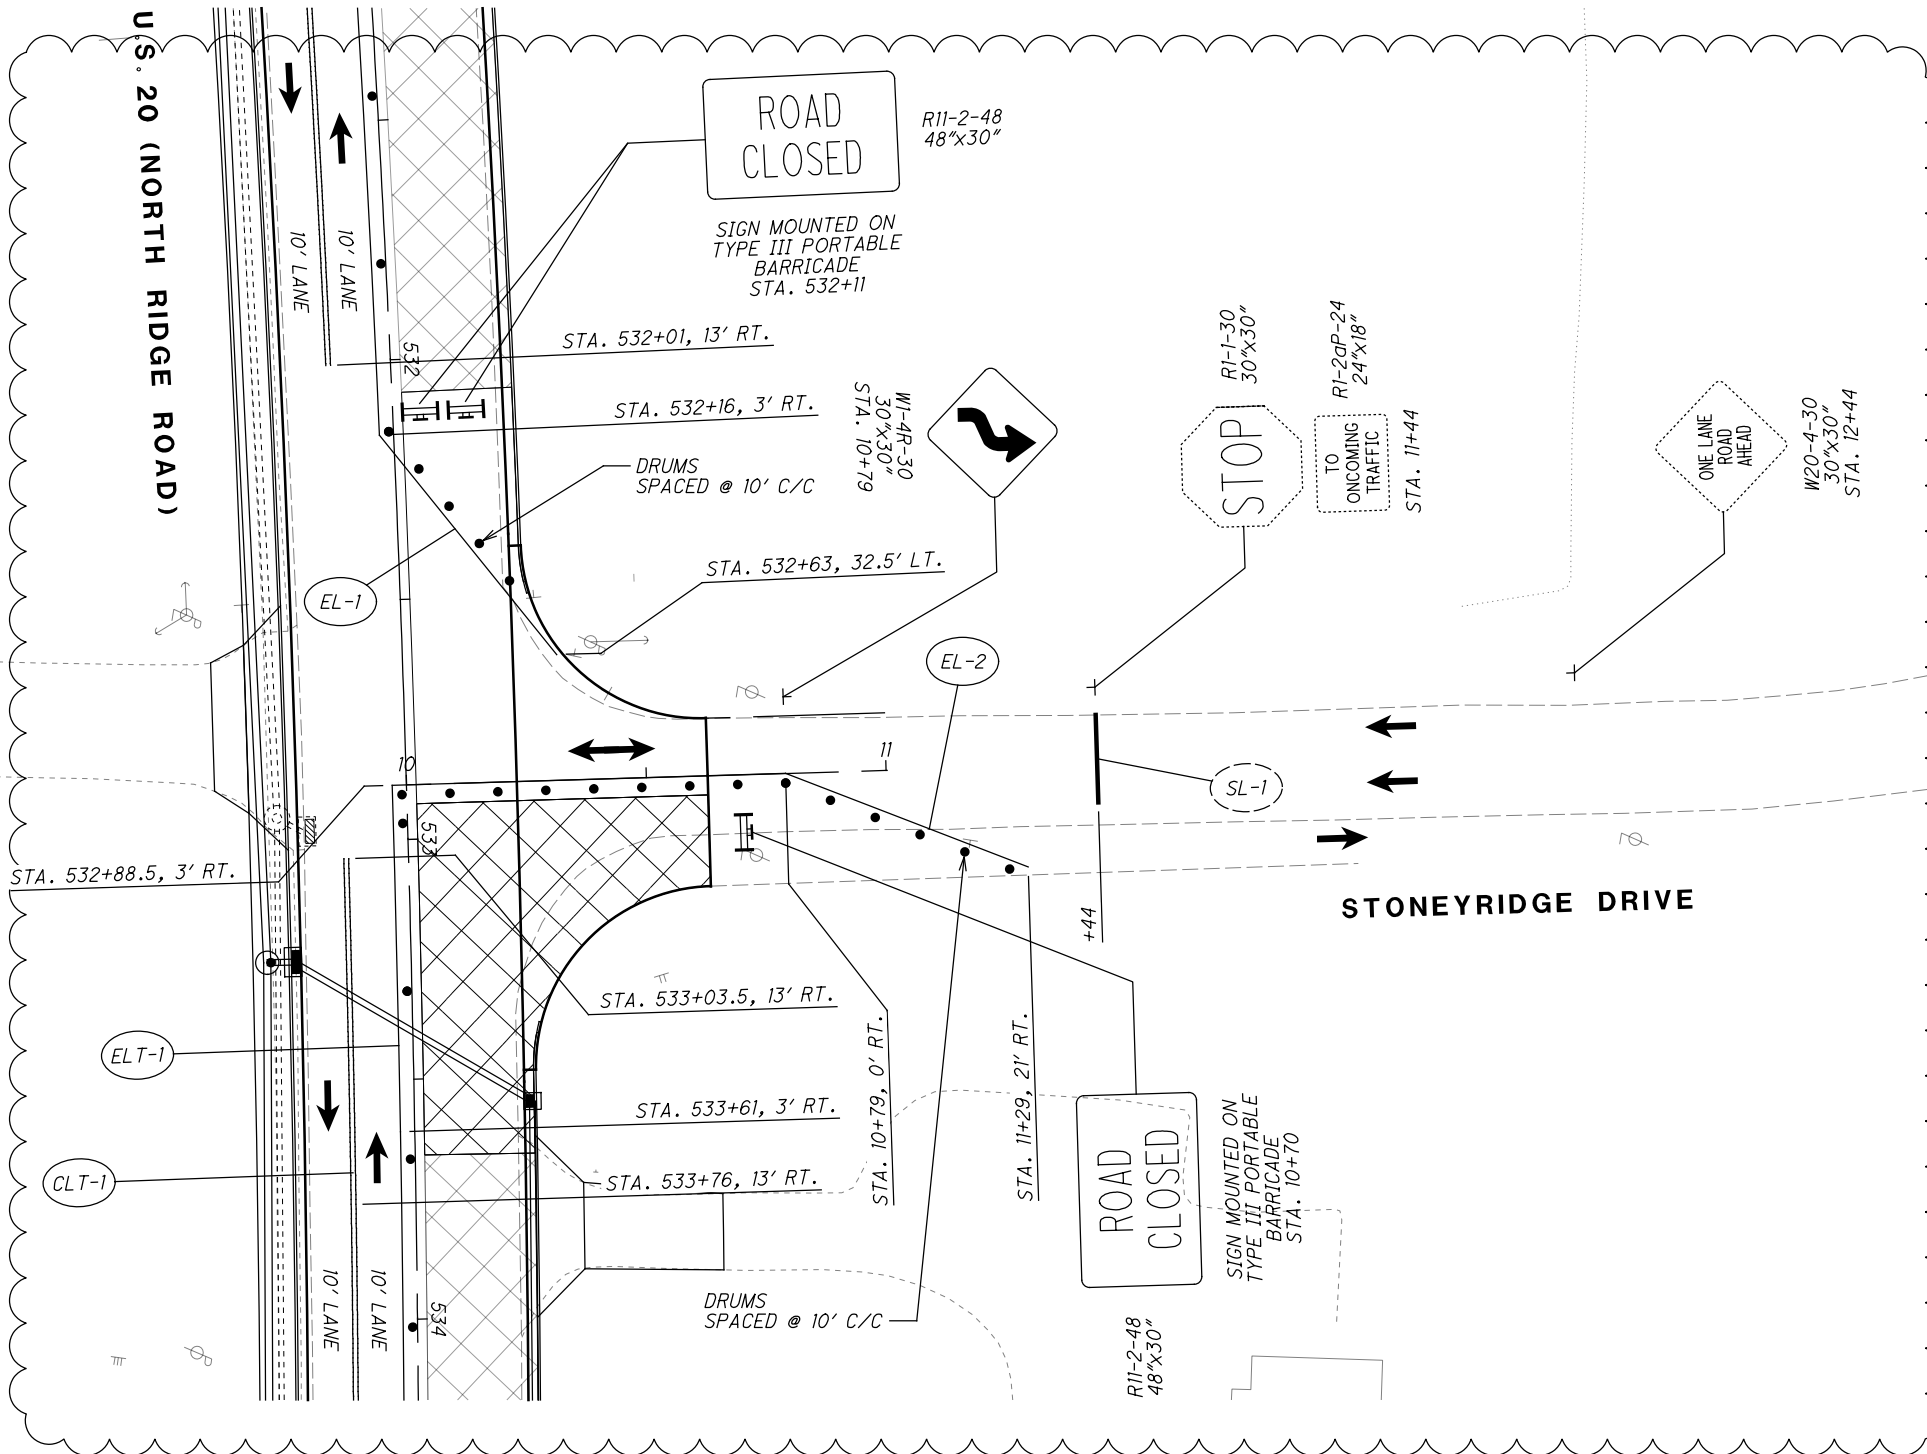 U.S. 20 (NORTH RIDGE ROAD)
10' LANE
10' LANE
ROAD
CLOSED
R11-2-48
48"x30"
SIGN MOUNTED ON
TYPE III PORTABLE
BARRICADE
STA. 532+11
STA. 532+01, 13' RT.
532
STA. 532+16, 3' RT.
DRUMS
SPACED @ 10' C/C
W1-4R-30
30"x30"
STA. 10+79
R1-1-30
30"x30"
STOP
R1-2aP-24
24"x18"
TO
ONCOMING
TRAFFIC
STA. 11+44
ONE LANE
ROAD
AHEAD
W20-4-30
30"x30"
STA. 12+44
STA. 532+63, 32.5' LT.
EL-1
EL-2
10
11
SL-1
533
STA. 532+88.5, 3' RT.
+44
STONEYRIDGE DRIVE
STA. 533+03.5, 13' RT.
ELT-1
STA. 533+61, 3' RT.
CLT-1
STA. 533+76, 13' RT.
STA. 10+79, 0' RT.
STA. 11+29, 21' RT.
ROAD
CLOSED
SIGN MOUNTED ON
TYPE III PORTABLE
BARRICADE
STA. 10+70
R11-2-48
48"x30"
10' LANE
10' LANE
534
DRUMS
SPACED @ 10' C/C